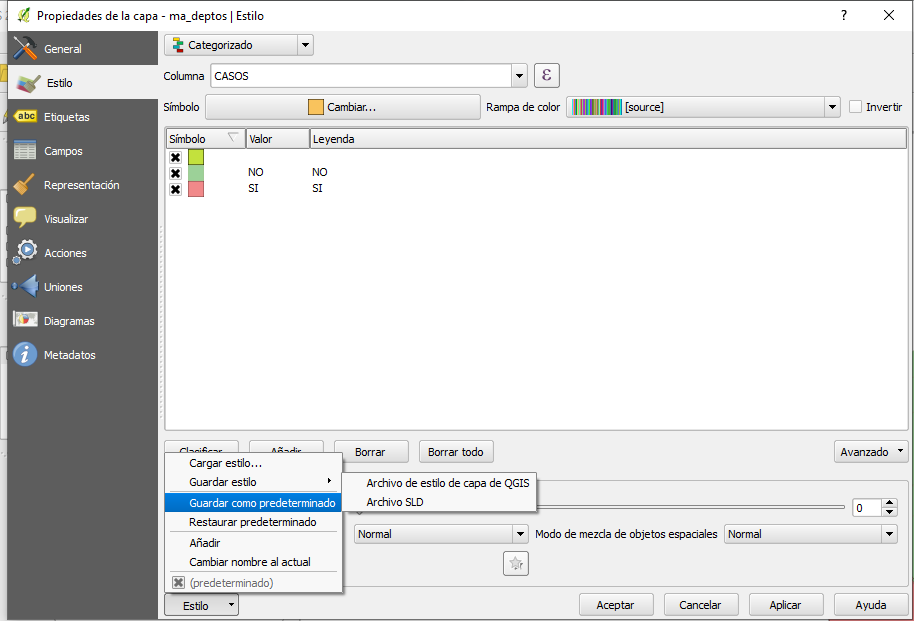 Propiedades de la capa - ma_deptos | Estilo
?
General
Estilo
Etiquetas
Campos
Representación
Visualizar
Acciones
Uniones
Diagramas
Metadatos
abc
Categorizado
Columna CASOS ε
Símbolo Cambiar... Rampa de color [source] Invertir
Símbolo Valor Leyenda
NO NO
SI SI
Clasificar Añadir Borrar Borrar todo Avanzado
Cargar estilo...
Guardar estilo
Guardar como predeterminado
Restaurar predeterminado
Añadir
Cambiar nombre al actual
(predeterminado)
Archivo de estilo de capa de QGIS
Archivo SLD
0
Normal Modo de mezcla de objetos espaciales Normal
Estilo Aceptar Cancelar Aplicar Ayuda